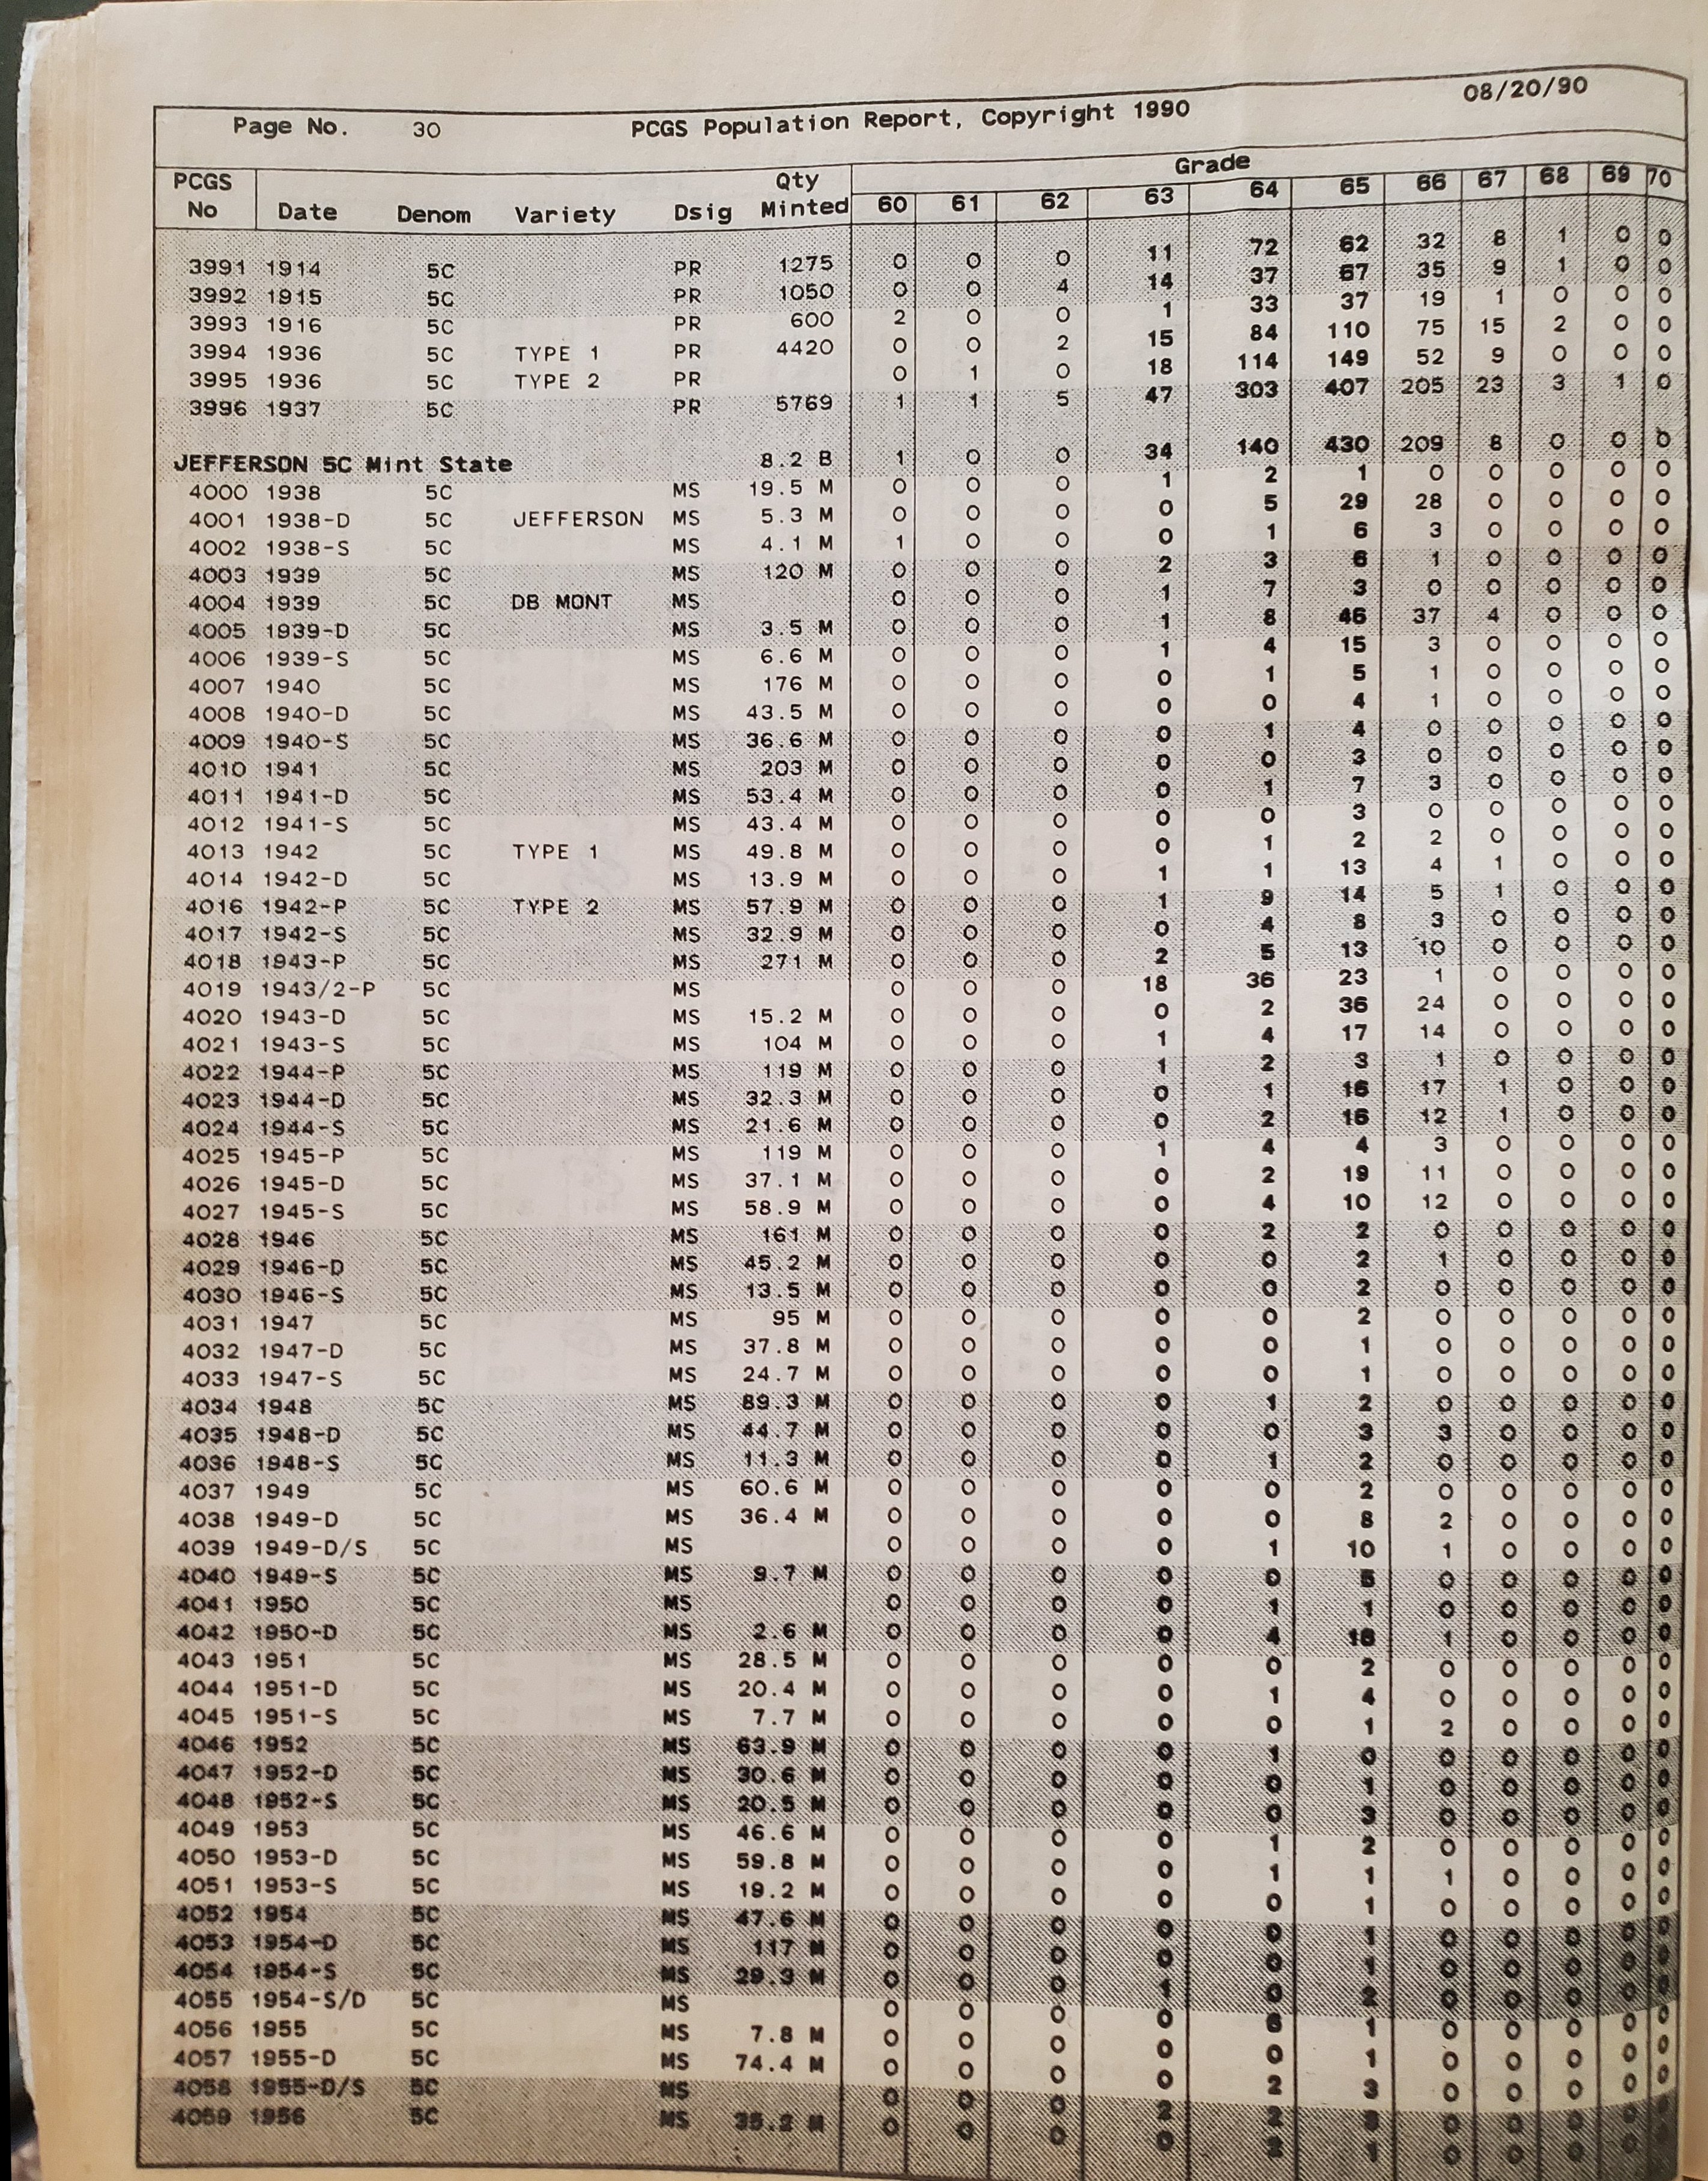 08/20/90
Page No. 30 PCGS Population Report, Copyright 1990
Grade
PCGS Qty
No Date Denom Variety Dsig Minted 60 61 62 63 64 65 66 67 68 69 70
3991 1914 5C PR 1275 0 0 0 11 72 62 32 8 1 0 0
3992 1915 5C PR 1050 0 0 4 14 37 67 35 9 1 0 0
3993 1916 5C PR 600 2 0 0 1 33 37 19 1 0 0 0
3994 1936 5C TYPE 1 PR 4420 0 0 2 15 84 110 75 15 2 0 0
3995 1936 5C TYPE 2 PR 0 1 0 18 114 149 52 9 0 0 0
3996 1937 5C PR 5769 1 1 5 47 303 407 205 23 3 1 0
JEFFERSON 5C Mint State 8.2 B 1 0 0 34 140 430 209 8 0 0 0
4000 1938 5C MS 19.5 M 0 0 0 1 2 1 0 0 0 0 0
4001 1938-D 5C JEFFERSON MS 5.3 M 0 0 0 0 5 29 28 0 0 0 0
4002 1938-S 5C MS 4.1 M 1 0 0 0 1 6 3 0 0 0 0
4003 1939 5C MS 120 M 0 0 0 2 3 6 1 0 0 0 0
4004 1939 5C DB MONT MS 0 0 0 1 7 3 0 0 0 0 0
4005 1939-D 5C MS 3.5 M 0 0 0 1 8 46 37 4 0 0 0
4006 1939-S 5C MS 6.6 M 0 0 0 1 4 15 3 0 0 0 0
4007 1940 5C MS 176 M 0 0 0 0 1 5 1 0 0 0 0
4008 1940-D 5C MS 43.5 M 0 0 0 0 0 4 1 0 0 0 0
4009 1940-S 5C MS 36.6 M 0 0 0 0 1 4 0 0 0 0 0
4010 1941 5C MS 203 M 0 0 0 0 0 3 0 0 0 0 0
4011 1941-D 5C MS 53.4 M 0 0 0 0 1 7 3 0 0 0 0
4012 1941-S 5C MS 43.4 M 0 0 0 0 0 3 0 0 0 0 0
4013 1942 5C TYPE 1 MS 49.8 M 0 0 0 0 1 2 2 0 0 0 0
4014 1942-D 5C MS 13.9 M 0 0 0 1 1 13 4 1 0 0 0
4016 1942-P 5C TYPE 2 MS 57.9 M 0 0 0 1 9 14 5 1 0 0 0
4017 1942-S 5C MS 32.9 M 0 0 0 0 4 8 3 0 0 0 0
4018 1943-P 5C MS 271 M 0 0 0 2 5 13 10 0 0 0 0
4019 1943/2-P 5C MS 0 0 0 18 36 23 1 0 0 0 0
4020 1943-D 5C MS 15.2 M 0 0 0 0 2 36 24 0 0 0 0
4021 1943-S 5C MS 104 M 0 0 0 1 4 17 14 0 0 0 0
4022 1944-P 5C MS 119 M 0 0 0 1 2 3 1 0 0 0 0
4023 1944-D 5C MS 32.3 M 0 0 0 0 1 16 17 1 0 0 0
4024 1944-S 5C MS 21.6 M 0 0 0 0 2 16 12 1 0 0 0
4025 1945-P 5C MS 119 M 0 0 0 1 4 4 3 0 0 0 0
4026 1945-D 5C MS 37.1 M 0 0 0 0 2 19 11 0 0 0 0
4027 1945-S 5C MS 58.9 M 0 0 0 0 4 10 12 0 0 0 0
4028 1946 5C MS 161 M 0 0 0 0 2 2 0 0 0 0 0
4029 1946-D 5C MS 45.2 M 0 0 0 0 0 2 1 0 0 0 0
4030 1946-S 5C MS 13.5 M 0 0 0 0 0 2 0 0 0 0 0
4031 1947 5C MS 95 M 0 0 0 0 0 2 0 0 0 0 0
4032 1947-D 5C MS 37.8 M 0 0 0 0 0 1 0 0 0 0 0
4033 1947-S 5C MS 24.7 M 0 0 0 0 0 1 0 0 0 0 0
4034 1948 5C MS 89.3 M 0 0 0 0 1 2 0 0 0 0 0
4035 1948-D 5C MS 44.7 M 0 0 0 0 0 3 3 0 0 0 0
4036 1948-S 5C MS 11.3 M 0 0 0 0 1 2 0 0 0 0 0
4037 1949 5C MS 60.6 M 0 0 0 0 0 2 0 0 0 0 0
4038 1949-D 5C MS 36.4 M 0 0 0 0 0 8 2 0 0 0 0
4039 1949-D/S 5C MS 0 0 0 0 1 10 1 0 0 0 0
4040 1949-S 5C MS 9.7 M 0 0 0 0 0 5 0 0 0 0 0
4041 1950 5C MS 0 0 0 0 1 1 0 0 0 0 0
4042 1950-D 5C MS 2.6 M 0 0 0 0 4 18 1 0 0 0 0
4043 1951 5C MS 28.5 M 0 0 0 0 0 2 0 0 0 0 0
4044 1951-D 5C MS 20.4 M 0 0 0 0 1 4 0 0 0 0 0
4045 1951-S 5C MS 7.7 M 0 0 0 0 0 1 2 0 0 0 0
4046 1952 5C MS 63.9 M 0 0 0 0 1 0 0 0 0 0 0
4047 1952-D 5C MS 30.6 M 0 0 0 0 0 1 0 0 0 0 0
4048 1952-S 5C MS 20.5 M 0 0 0 0 0 3 0 0 0 0 0
4049 1953 5C MS 46.6 M 0 0 0 0 1 2 0 0 0 0 0
4050 1953-D 5C MS 59.8 M 0 0 0 0 1 1 1 0 0 0 0
4051 1953-S 5C MS 19.2 M 0 0 0 0 0 1 0 0 0 0 0
4052 1954 5C MS 47.6 M 0 0 0 0 0 1 0 0 0 0 0
4053 1954-D 5C MS 117 M 0 0 0 0 0 1 0 0 0 0 0
4054 1954-S 5C MS 29.3 M 0 0 0 1 0 2 0 0 0 0 0
4055 1954-S/D 5C MS 0 0 0 0 6 1 0 0 0 0 0
4056 1955 5C MS 7.8 M 0 0 0 0 0 1 0 0 0 0 0
4057 1955-D 5C MS 74.4 M 0 0 0 0 2 3 0 0 0 0 0
4058 1955-D/S 5C MS 0 0 0 2 2 3 0 0 0 0 0
4059 1956 5C MS 35.2 M 0 0 0 0 2 1 0 0 0 0 0